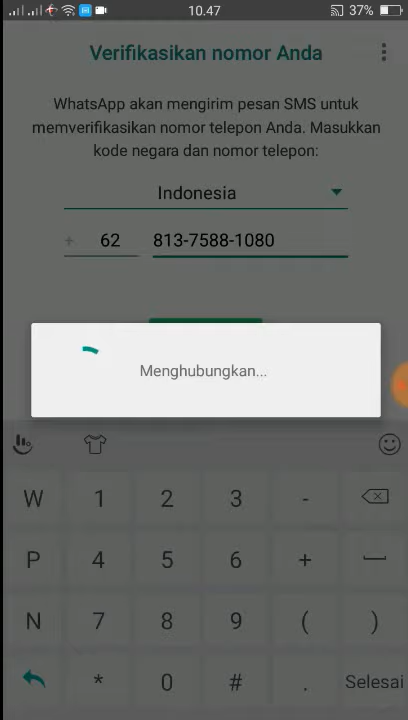 10.47
37%
Verifikasikan nomor Anda
WhatsApp akan mengirim pesan SMS untuk
memverifikasikan nomor telepon Anda. Masukkan
kode negara dan nomor telepon:
Indonesia
+ 62 813-7588-1080
Menghubungkan...
W 1 2 3 -
P 4 5 6 +
N 7 8 9 ( )
* 0 # . Selesai